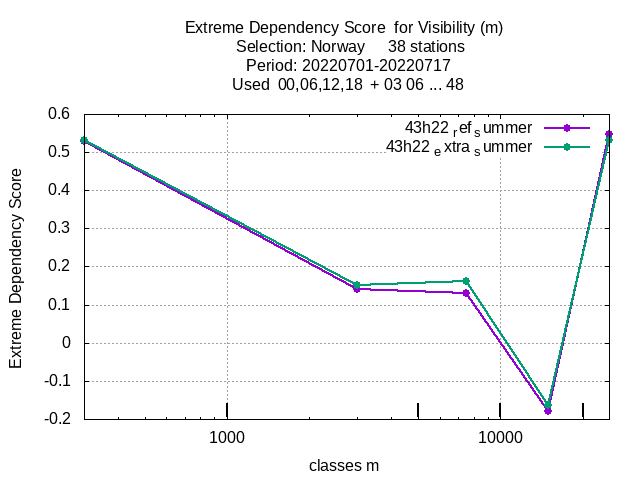 Extreme Dependency Score  for Visibility (m)
Selection: Norway     38 stations
Period: 20220701-20220717
Used  00,06,12,18  + 03 06 ... 48
43h22 ref summer
43h22 extra summer
0.6
0.5
0.4
0.3
0.2
0.1
0
-0.1
-0.2
Extreme Dependency Score
1000
10000
classes m